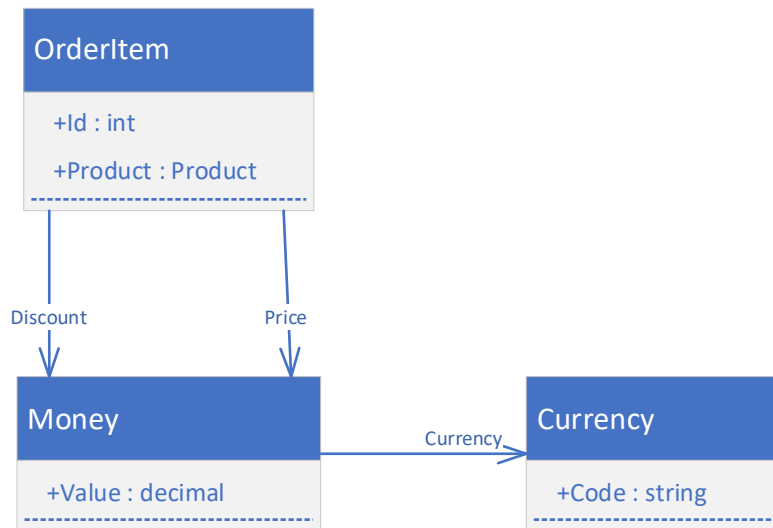 OrderItem
+Id : int
+Product : Product
Discount
Price
Money
+Value : decimal
Currency
Currency
+Code : string